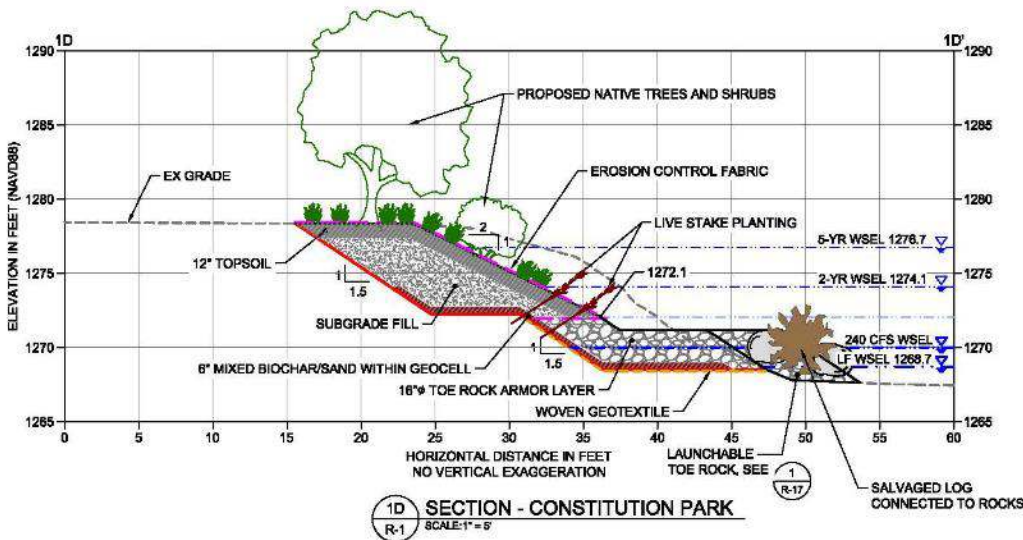 1D
1D'
1290
1290
PROPOSED NATIVE TREES AND SHRUBS
1285
1285
EX GRADE
EROSION CONTROL FABRIC
1280
1280
LIVE STAKE PLANTING
2
1
5-YR WSEL 1276.7
12" TOPSOIL
1275
1272.1
2-YR WSEL 1274.1
1275
1
1.5
SUBGRADE FILL
240 CFS WSEL
1270
1270
1
1.5
LF WSEL 1268.7
6" MIXED BIOCHAR/SAND WITHIN GEOCELL
16"ø TOE ROCK ARMOR LAYER
WOVEN GEOTEXTILE
1265
1265
0
5
10
15
20
25
30
35
40
45
50
55
60
ELEVATION IN FEET (NAVD88)
HORIZONTAL DISTANCE IN FEET
NO VERTICAL EXAGGERATION
LAUNCHABLE
TOE ROCK, SEE
1
R-17
SALVAGED LOG
CONNECTED TO ROCKS
1D
R-1
SECTION - CONSTITUTION PARK
SCALE:1" = 5'